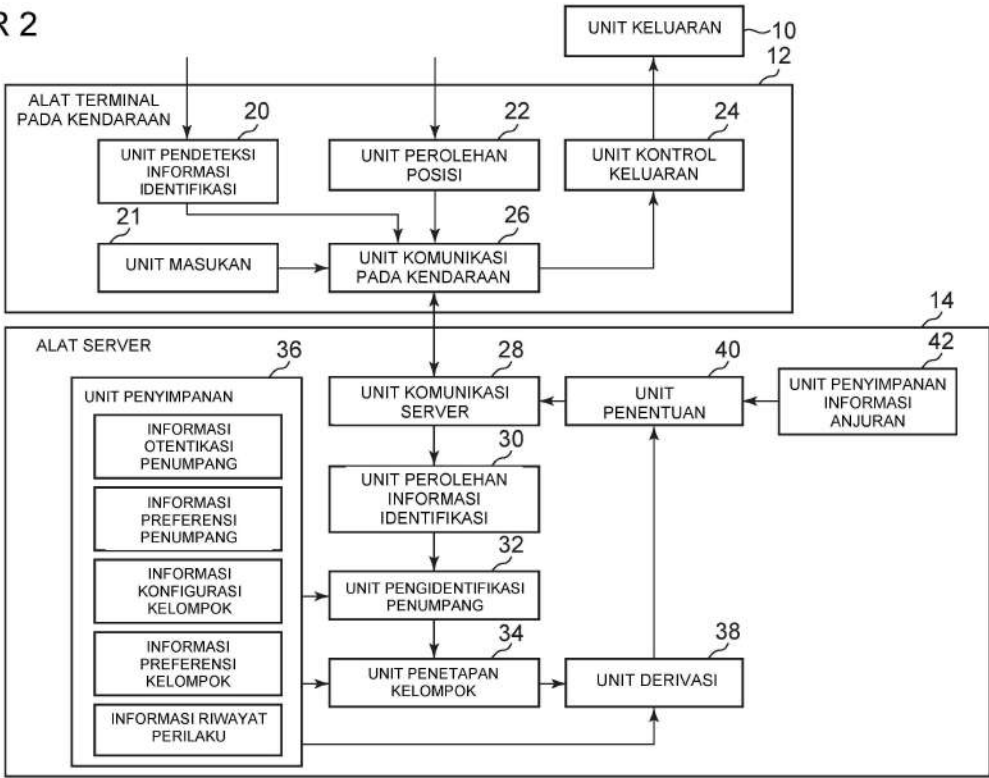 R 2
UNIT KELUARAN
10
12
ALAT TERMINAL
PADA KENDARAAN
20
22
24
UNIT PENDETEKSI
INFORMASI
IDENTIFIKASI
UNIT PEROLEHAN
POSISI
UNIT KONTROL
KELUARAN
21
26
UNIT MASUKAN
UNIT KOMUNIKASI
PADA KENDARAAN
14
ALAT SERVER
36
28
40
42
UNIT PENYIMPANAN
UNIT KOMUNIKASI
SERVER
UNIT
PENENTUAN
UNIT PENYIMPANAN
INFORMASI
ANJURAN
INFORMASI
OTENTIKASI
PENUMPANG
30
UNIT PEROLEHAN
INFORMASI
IDENTIFIKASI
INFORMASI
PREFERENSI
PENUMPANG
32
INFORMASI
KONFIGURASI
KELOMPOK
UNIT PENGIDENTIFIKASI
PENUMPANG
34
38
INFORMASI
PREFERENSI
KELOMPOK
UNIT PENETAPAN
KELOMPOK
UNIT DERIVASI
INFORMASI RIWAYAT
PERILAKU